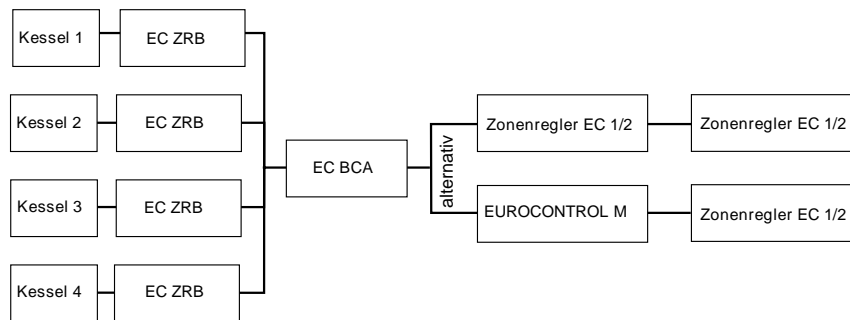 Kessel 1
EC ZRB
Kessel 2
EC ZRB
Kessel 3
EC ZRB
Kessel 4
EC ZRB
EC BCA
alternativ
Zonenregler EC 1/2
Zonenregler EC 1/2
EUROCONTROL M
Zonenregler EC 1/2